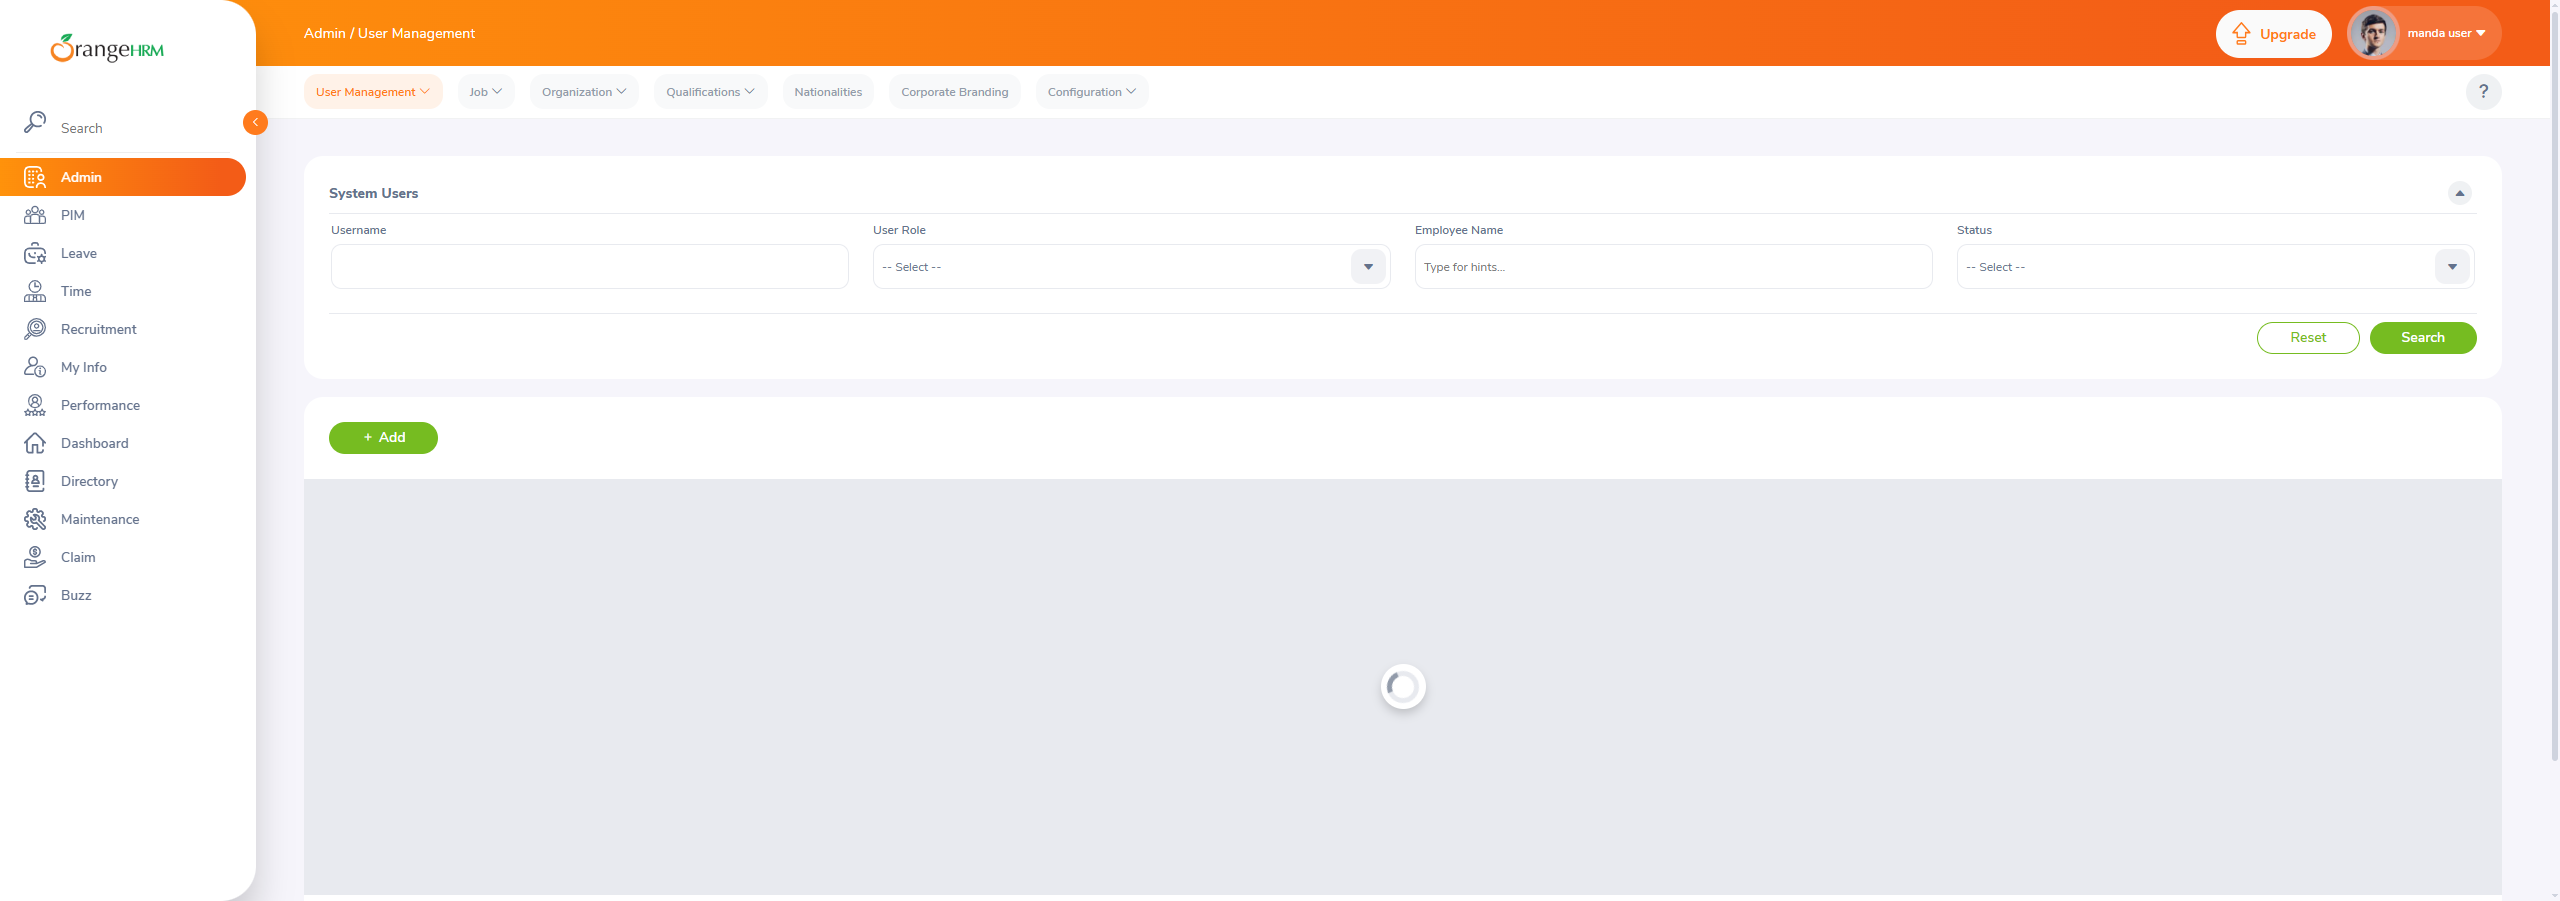 OrangeHRM
Admin / User Management
Upgrade
manda user
User Management
Job
Organization
Qualifications
Nationalities
Corporate Branding
Configuration
?
Search
Admin
PIM
Leave
Time
Recruitment
My Info
Performance
Dashboard
Directory
Maintenance
Claim
Buzz
System Users
Username
User Role
Employee Name
Status
-- Select --
Type for hints...
-- Select --
Reset
Search
+ Add